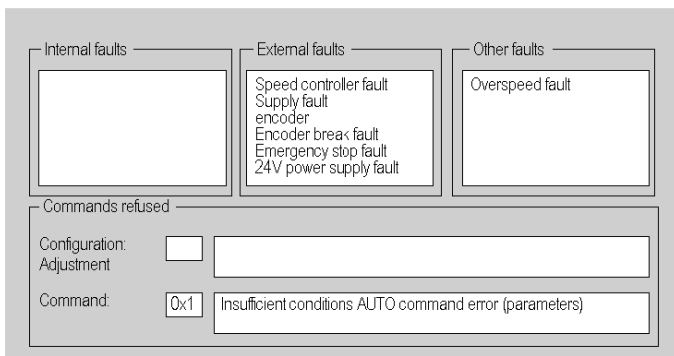 Internal faults
External faults
Other faults
Speed controller fault
Supply fault
encoder
Encoder break fault
Emergency stop fault
24V power supply fault
Overspeed fault
Commands refused
Configuration:
Adjustment
Command:
0x1
Insufficient conditions AUTO command error (parameters)